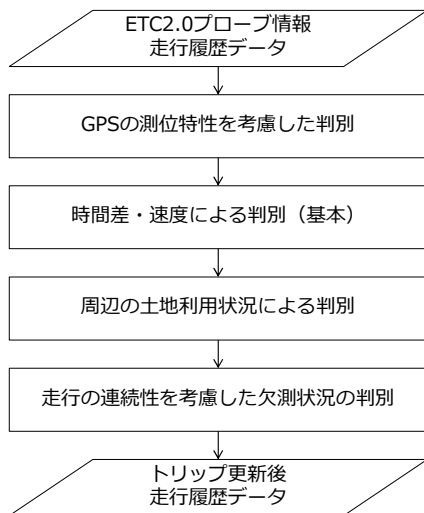 ETC2.0プローブ情報
走行履歴データ
GPSの測位特性を考慮した判別
時間差・速度による判別（基本）
周辺の土地利用状況による判別
走行の連続性を考慮した欠測状況の判別
トリップ更新後
走行履歴データ